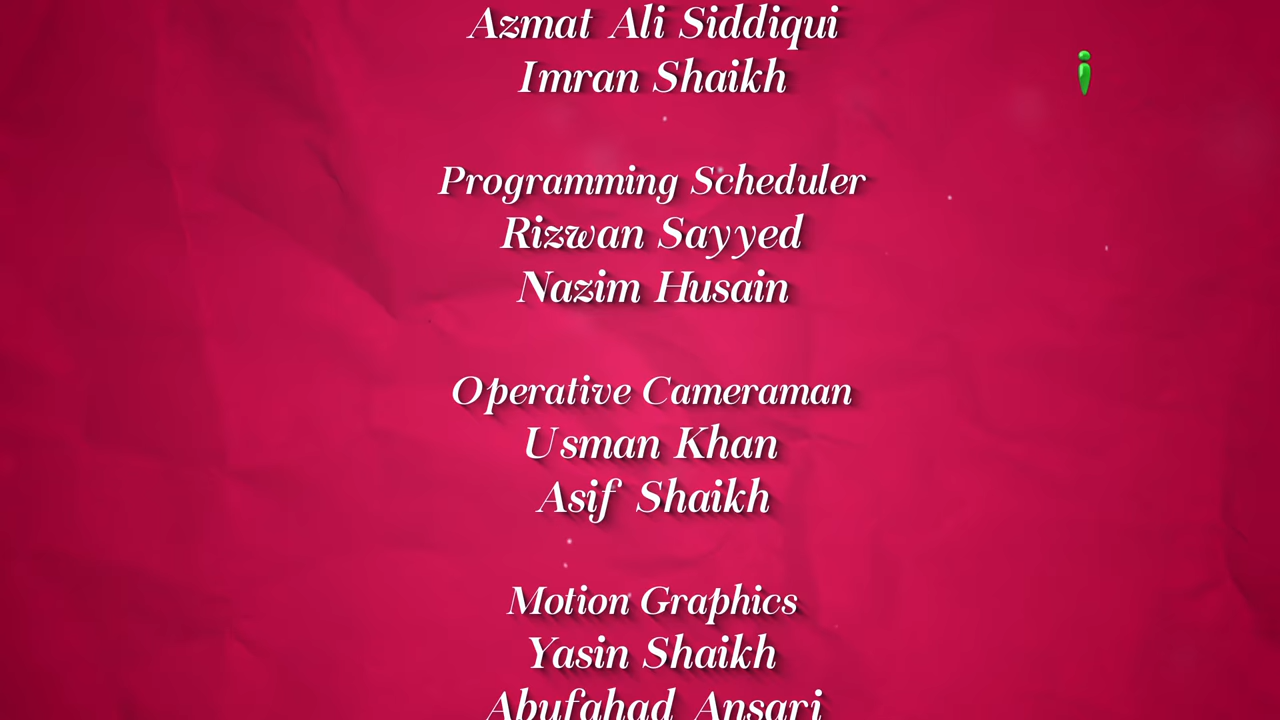 Azmat Ali Siddiqui
Imran Shaikh
Programming Scheduler
Rizwan Sayyed
Nazim Husain
Operative Cameraman
Usman Khan
Asif Shaikh
Motion Graphics
Yasin Shaikh
Abufahad Ansari